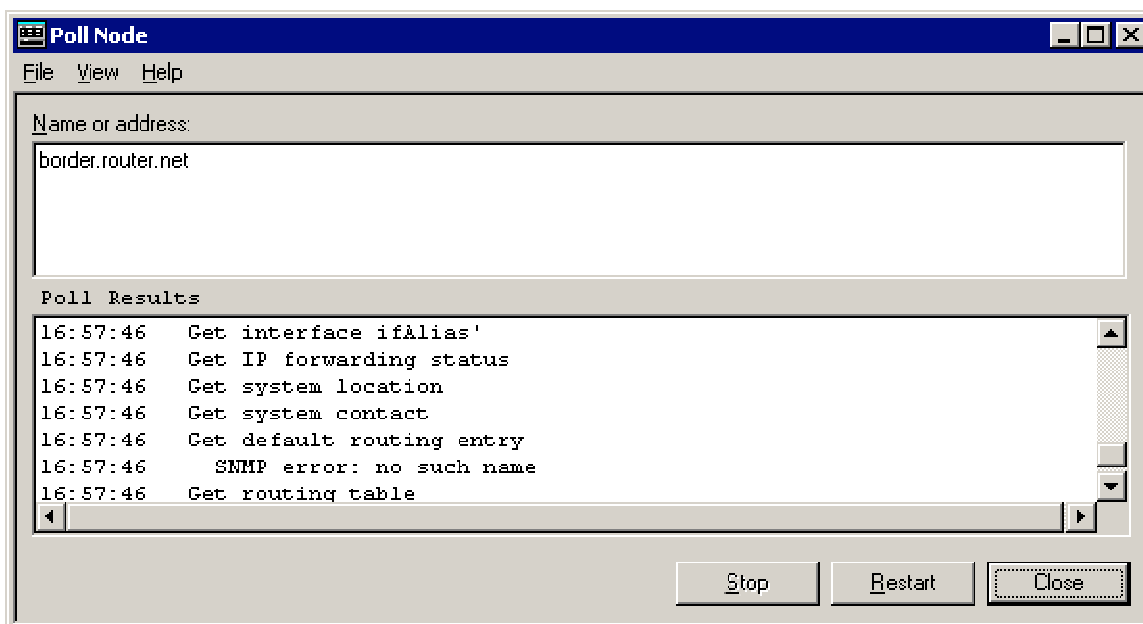 Poll Node
File View Help
Name or address:
border.router.net
Poll Results
16:57:46 Get interface ifAlias'
16:57:46 Get IP forwarding status
16:57:46 Get system location
16:57:46 Get system contact
16:57:46 Get default routing entry
16:57:46 SNMP error: no such name
16:57:46 Get routing table
Stop Restart Close